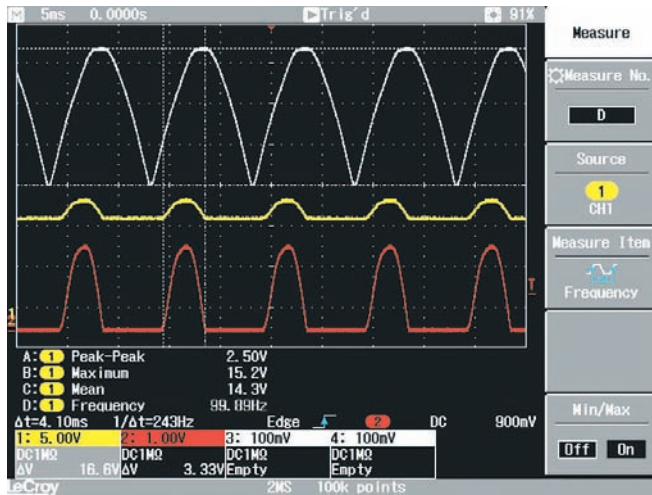 M 5ms 0.0000s Trig'd 91%
Measure
Measure No.
D
Source
1
CH1
Measure Item
Frequency
Min/Max
Off On
T
1
2
A: 1 Peak-Peak 2.50V
B: 1 Maximum 15.2V
C: 1 Mean 14.3V
D: 1 Frequency 99.89Hz
Δt=4.10ms 1/Δt=243Hz Edge 2 DC 900mV
1: 5.00V 2: 1.00V 3: 100mV 4: 100mV
DC1MΩ DC1MΩ DC1MΩ DC1MΩ
ΔV 16.6V ΔV 3.33V Empty Empty
LeCroy 2MS 100k points